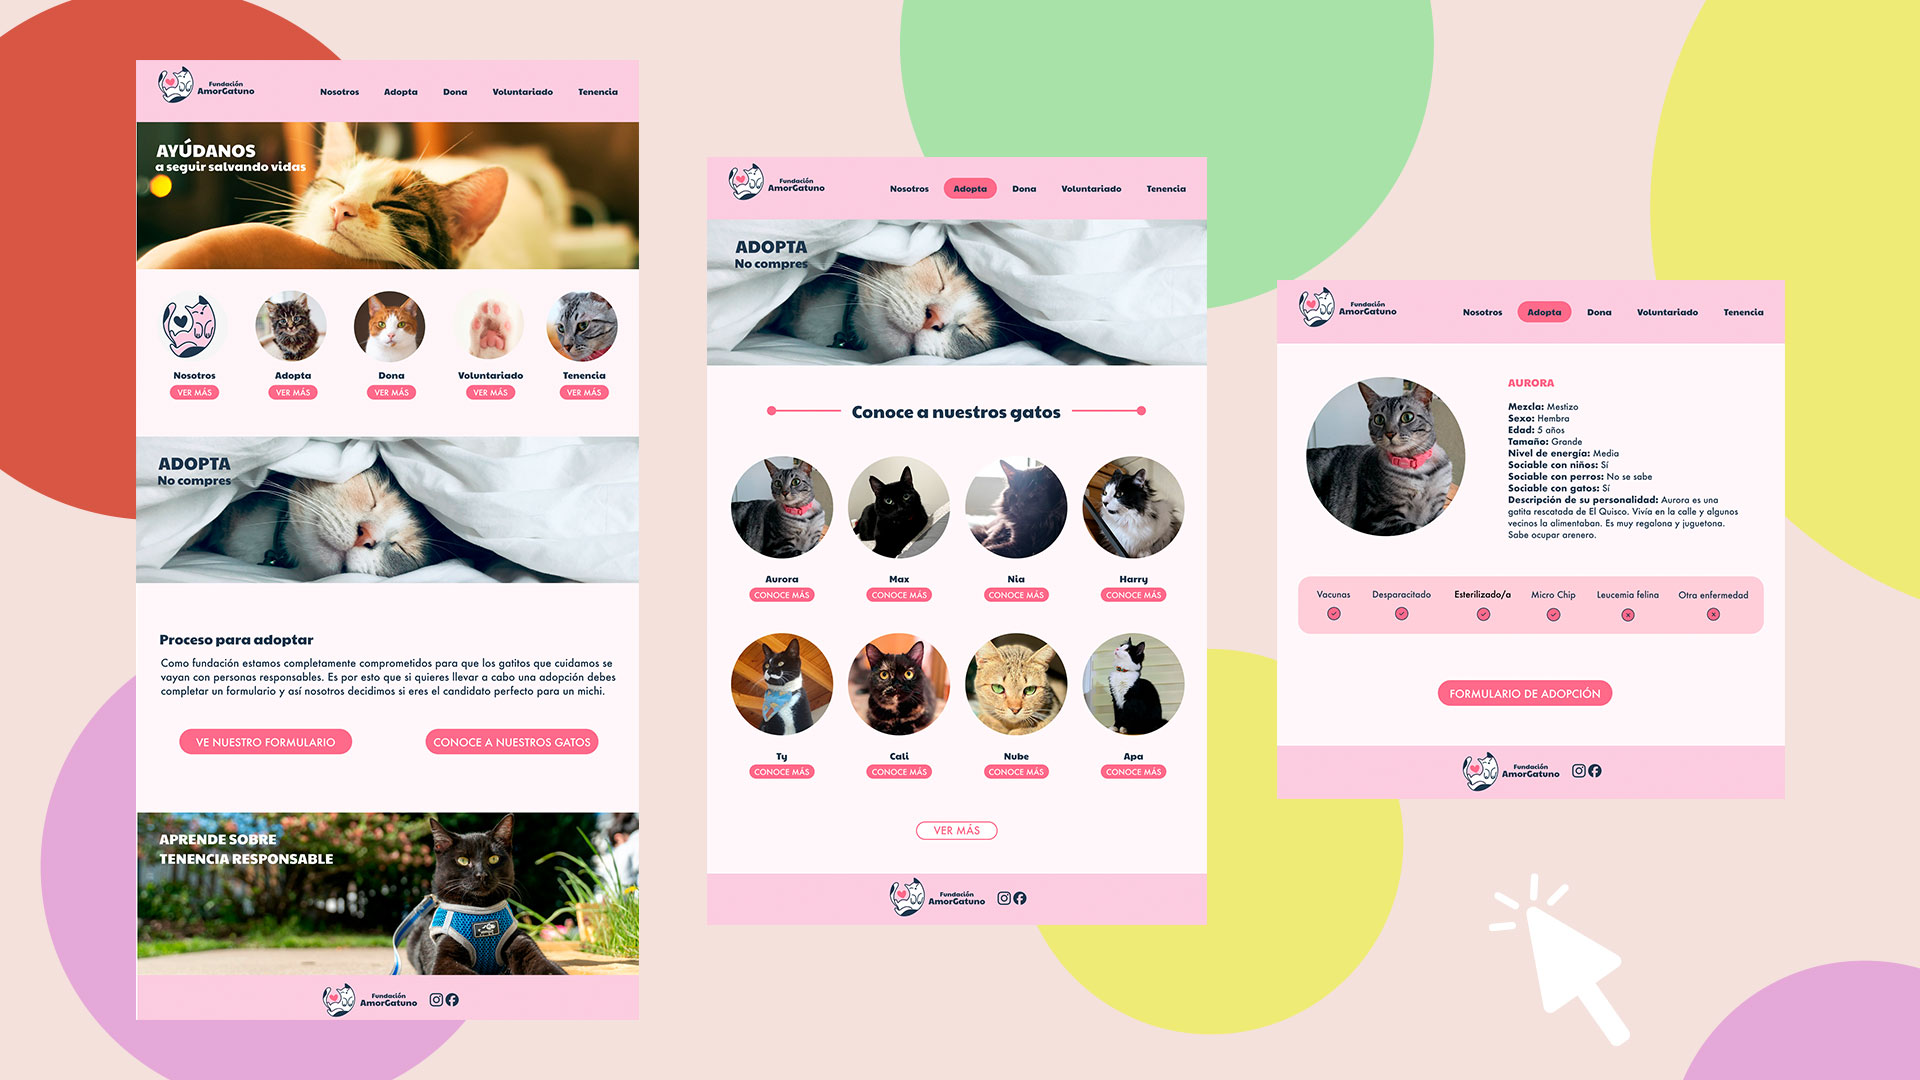 Fundación
AmorGatuno
Nosotros Adopta Dona Voluntariado Tenencia
AYÚDANOS
a seguir salvando vidas
Nosotros Adopta Dona Voluntariado Tenencia
VER MÁS VER MÁS VER MÁS VER MÁS VER MÁS
ADOPTA
No compres
Proceso para adoptar
Como fundación estamos completamente comprometidos para que los gatitos que cuidamos se
vayan con personas responsables. Es por esto que si quieres llevar a cabo una adopción debes
completar un formulario y así nosotros decidimos si eres el candidato perfecto para un michi.
VE NUESTRO FORMULARIO CONOCE A NUESTROS GATOS
APRENDE SOBRE
TENENCIA RESPONSABLE
Fundación
AmorGatuno
Fundación
AmorGatuno
Nosotros Adopta Dona Voluntariado Tenencia
ADOPTA
No compres
Conoce a nuestros gatos
Aurora Max Nia Harry
CONOCE MÁS CONOCE MÁS CONOCE MÁS CONOCE MÁS
Ty Cali Nube Apa
CONOCE MÁS CONOCE MÁS CONOCE MÁS CONOCE MÁS
VER MÁS
Fundación
AmorGatuno
Fundación
AmorGatuno
Nosotros Adopta Dona Voluntariado Tenencia
AURORA
Mezcla: Mestizo
Sexo: Hembra
Edad: 5 años
Tamaño: Grande
Nivel de energía: Media
Sociable con niños: Sí
Sociable con perros: No se sabe
Sociable con gatos: Sí
Descripción de su personalidad: Aurora es una
gatita rescatada de El Quisco. Vivía en la calle y algunos
vecinos la alimentaban. Es muy regalona y juguetona.
Sabe ocupar arenero.
Vacunas Desparacitado Esterilizado/a Micro Chip Leucemia felina Otra enfermedad
FORMULARIO DE ADOPCIÓN
Fundación
AmorGatuno